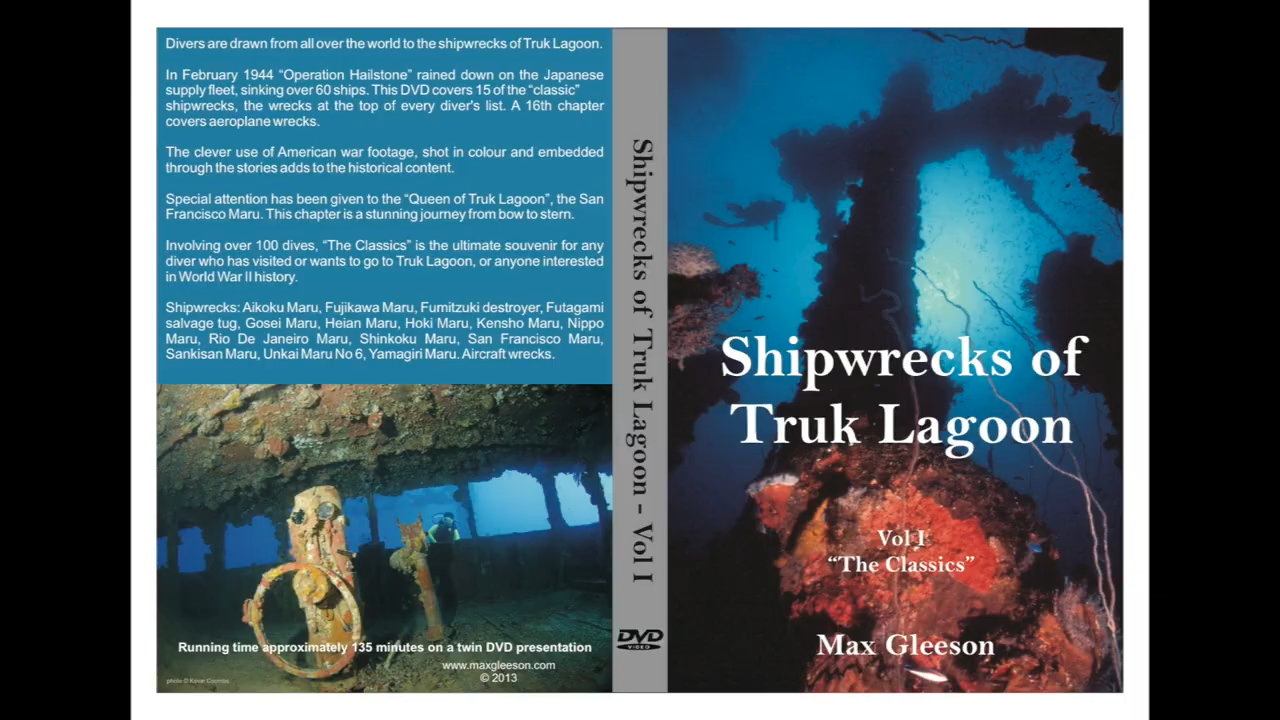 Divers are drawn from all over the world to the shipwrecks of Truk Lagoon.
In February 1944 “Operation Hailstone” rained down on the Japanese
supply fleet, sinking over 60 ships. This DVD covers 15 of the “classic”
shipwrecks, the wrecks at the top of every diver's list. A 16th chapter
covers aeroplane wrecks.
The clever use of American war footage, shot in colour and embedded
through the stories adds to the historical content.
Special attention has been given to the “Queen of Truk Lagoon”, the San
Francisco Maru. This chapter is a stunning journey from bow to stern.
Involving over 100 dives, “The Classics” is the ultimate souvenir for any
diver who has visited or wants to go to Truk Lagoon, or anyone interested
in World War II history.
Shipwrecks: Aikoku Maru, Fujikawa Maru, Fumitzuki destroyer, Futagami
salvage tug, Gosei Maru, Heian Maru, Hoki Maru, Kensho Maru, Nippo
Maru, Rio De Janeiro Maru, Shinkoku Maru, San Francisco Maru,
Sankisan Maru, Unkai Maru No 6, Yamagiri Maru. Aircraft wrecks.
Running time approximately 135 minutes on a twin DVD presentation
www.maxgleeson.com
© 2013
photo © Kevin Coombs
Shipwrecks of Truk Lagoon - Vol I
DVD
VIDEO
Shipwrecks of
Truk Lagoon
Vol I
“The Classics”
Max Gleeson